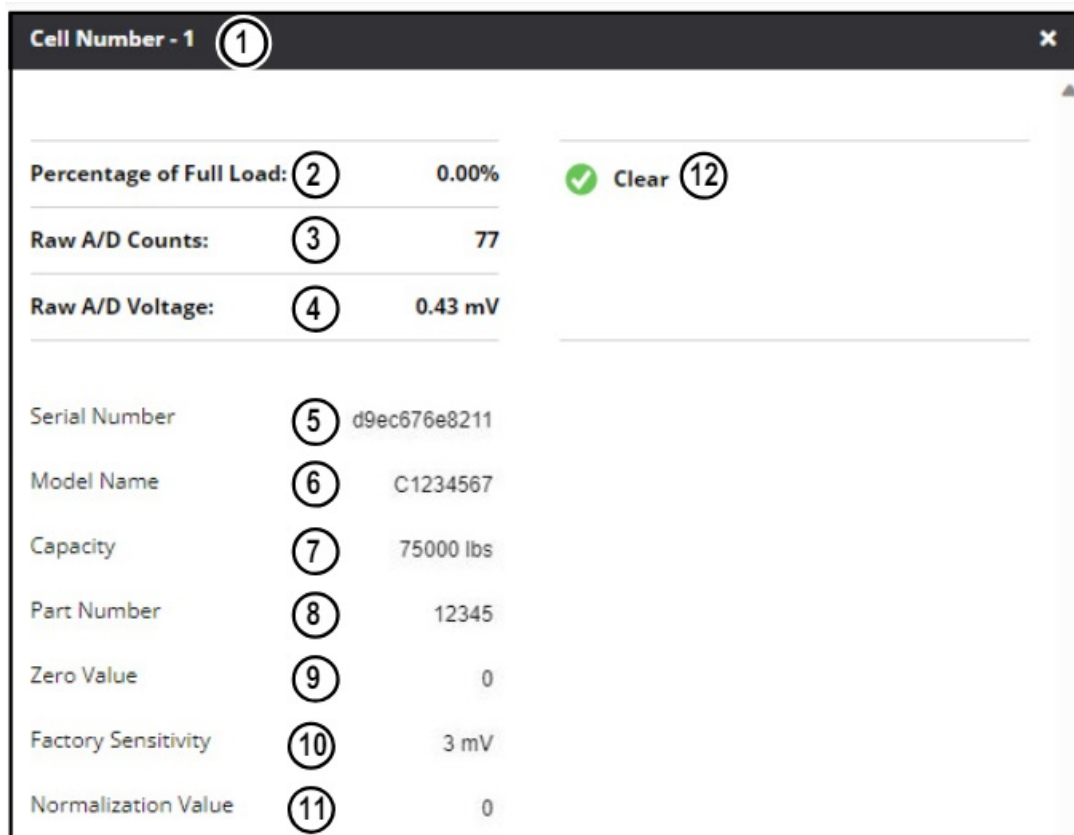 Cell Number - 1 1 ×
Percentage of Full Load: 2 0.00%
Clear 12
Raw A/D Counts: 3 77
Raw A/D Voltage: 4 0.43 mV
Serial Number 5 d9ec676e8211
Model Name 6 C1234567
Capacity 7 75000 lbs
Part Number 8 12345
Zero Value 9 0
Factory Sensitivity 10 3 mV
Normalization Value 11 0